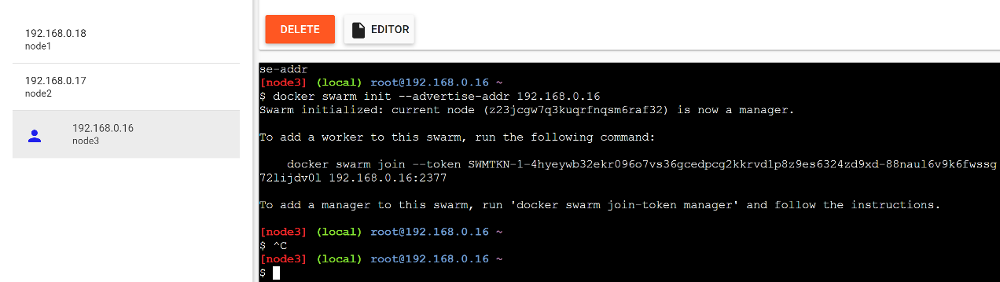 192.168.0.18
node1
192.168.0.17
node2
192.168.0.16
node3
DELETE
EDITOR
se-addr
[node3] (local) root@192.168.0.16 ~
$ docker swarm init --advertise-addr 192.168.0.16
Swarm initialized: current node (z23jcgw7q3kuqrfnqsm6raf32) is now a manager.
To add a worker to this swarm, run the following command:
docker swarm join --token SWMTKN-1-4hyeywb32ekr096o7vs36gcedpcg2kkrvdlp8z9es6324zd9xd-88naul6v9k6fwssg
72lijdv0l 192.168.0.16:2377
To add a manager to this swarm, run 'docker swarm join-token manager' and follow the instructions.
[node3] (local) root@192.168.0.16 ~
$ ^C
[node3] (local) root@192.168.0.16 ~
$